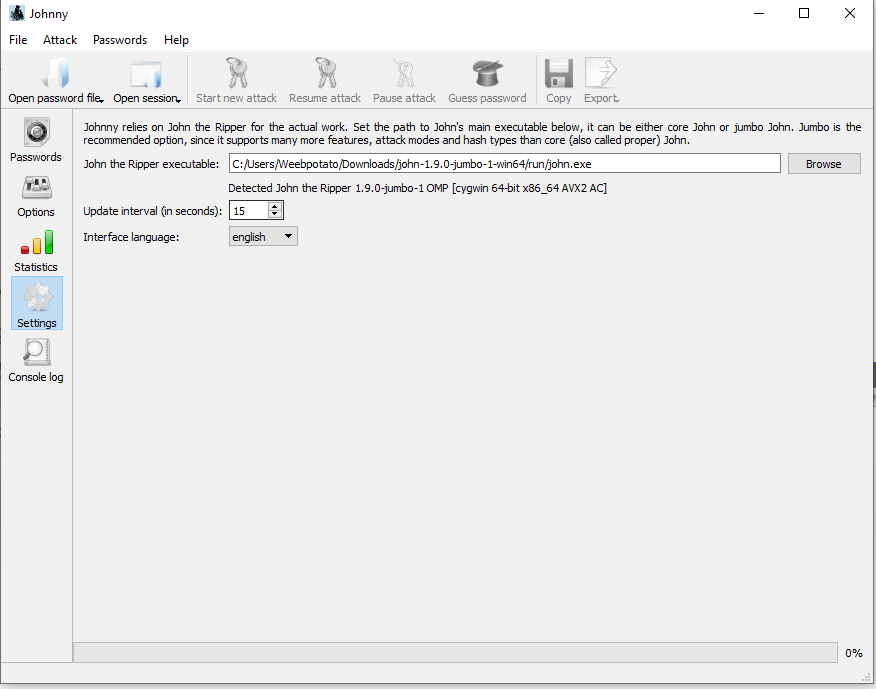 Johnny
File Attack Passwords Help
Open password file Open session Start new attack Resume attack Pause attack Guess password Copy Export
Passwords
Options
Statistics
Settings
Console log
Johnny relies on John the Ripper for the actual work. Set the path to John's main executable below, it can be either core John or jumbo John. Jumbo is the
recommended option, since it supports many more features, attack modes and hash types than core (also called proper) John.
John the Ripper executable: C:/Users/Weebpotato/Downloads/john-1.9.0-jumbo-1-win64/run/john.exe Browse
Detected John the Ripper 1.9.0-jumbo-1 OMP [cygwin 64-bit x86_64 AVX2 AC]
Update interval (in seconds): 15
Interface language: english
0%